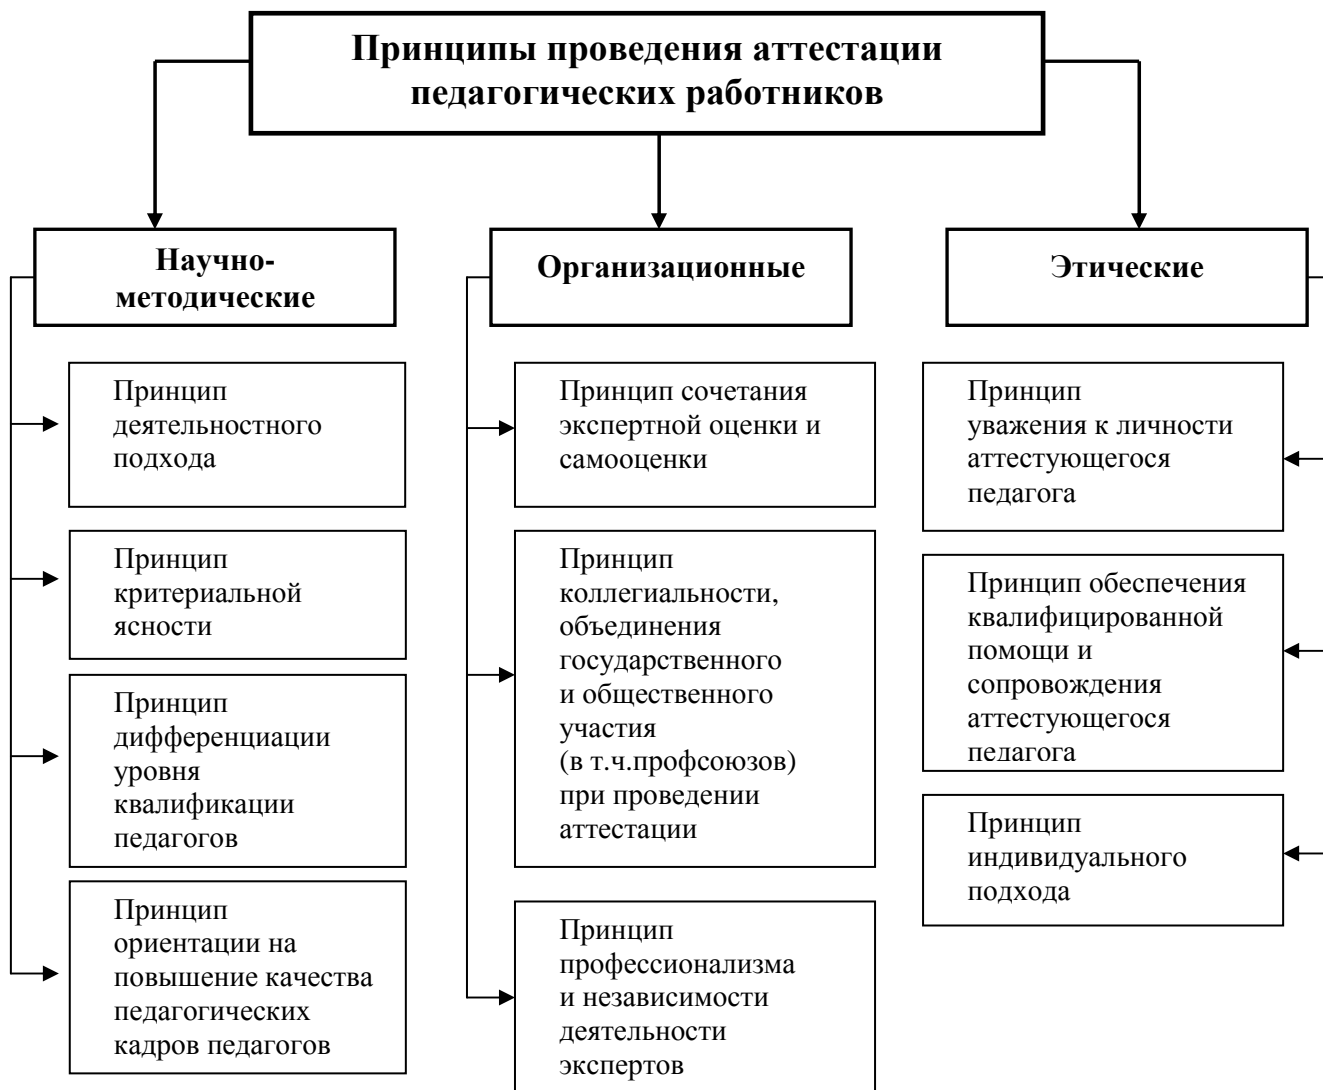 Принципы проведения аттестации
педагогических работников
Научно-
методические
Принцип
деятельностного
подхода
Принцип
критериальной
ясности
Принцип
дифференциации
уровня
квалификации
педагогов
Принцип
ориентации на
повышение качества
педагогических
кадров педагогов
Организационные
Принцип сочетания
экспертной оценки и
самооценки
Принцип
коллегиальности,
объединения
государственного
и общественного
участия
(в т.ч.профсоюзов)
при проведении
аттестации
Принцип
профессионализма
и независимости
деятельности
экспертов
Этические
Принцип
уважения к личности
аттестующегося
педагога
Принцип обеспечения
квалифицированной
помощи и
сопровождения
аттестующегося
педагога
Принцип
индивидуального
подхода